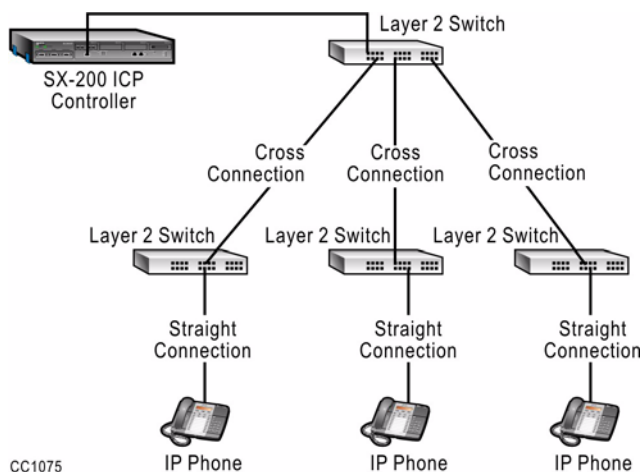 Layer 2 Switch
SX-200 ICP
Controller
Cross
Connection
Cross
Connection
Cross
Connection
Layer 2 Switch
Layer 2 Switch
Layer 2 Switch
Straight
Connection
Straight
Connection
Straight
Connection
CC1075
IP Phone
IP Phone
IP Phone